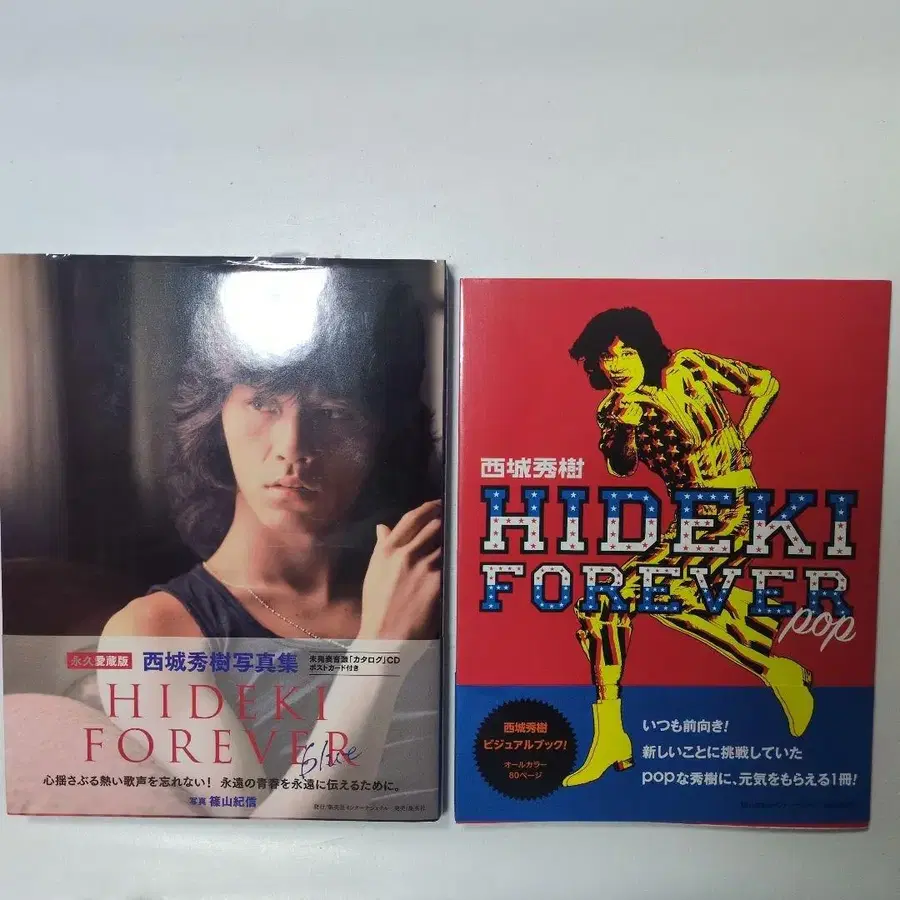 永久愛蔵版
西城秀樹写真集
未発表音源「カタログ」CD
ポストカード付き
HIDEKI
FOREVER
blue
心揺さぶる熱い歌声を忘れない! 永遠の青春を永遠に伝えるために。
写真 篠山紀信
西城秀樹
HIDEKI
FOREVER
pop
西城秀樹
ビジュアルブック!
オールカラー
80ページ
いつも前向き!
新しいことに挑戦していた
popな秀樹に、元気をもらえる1冊!